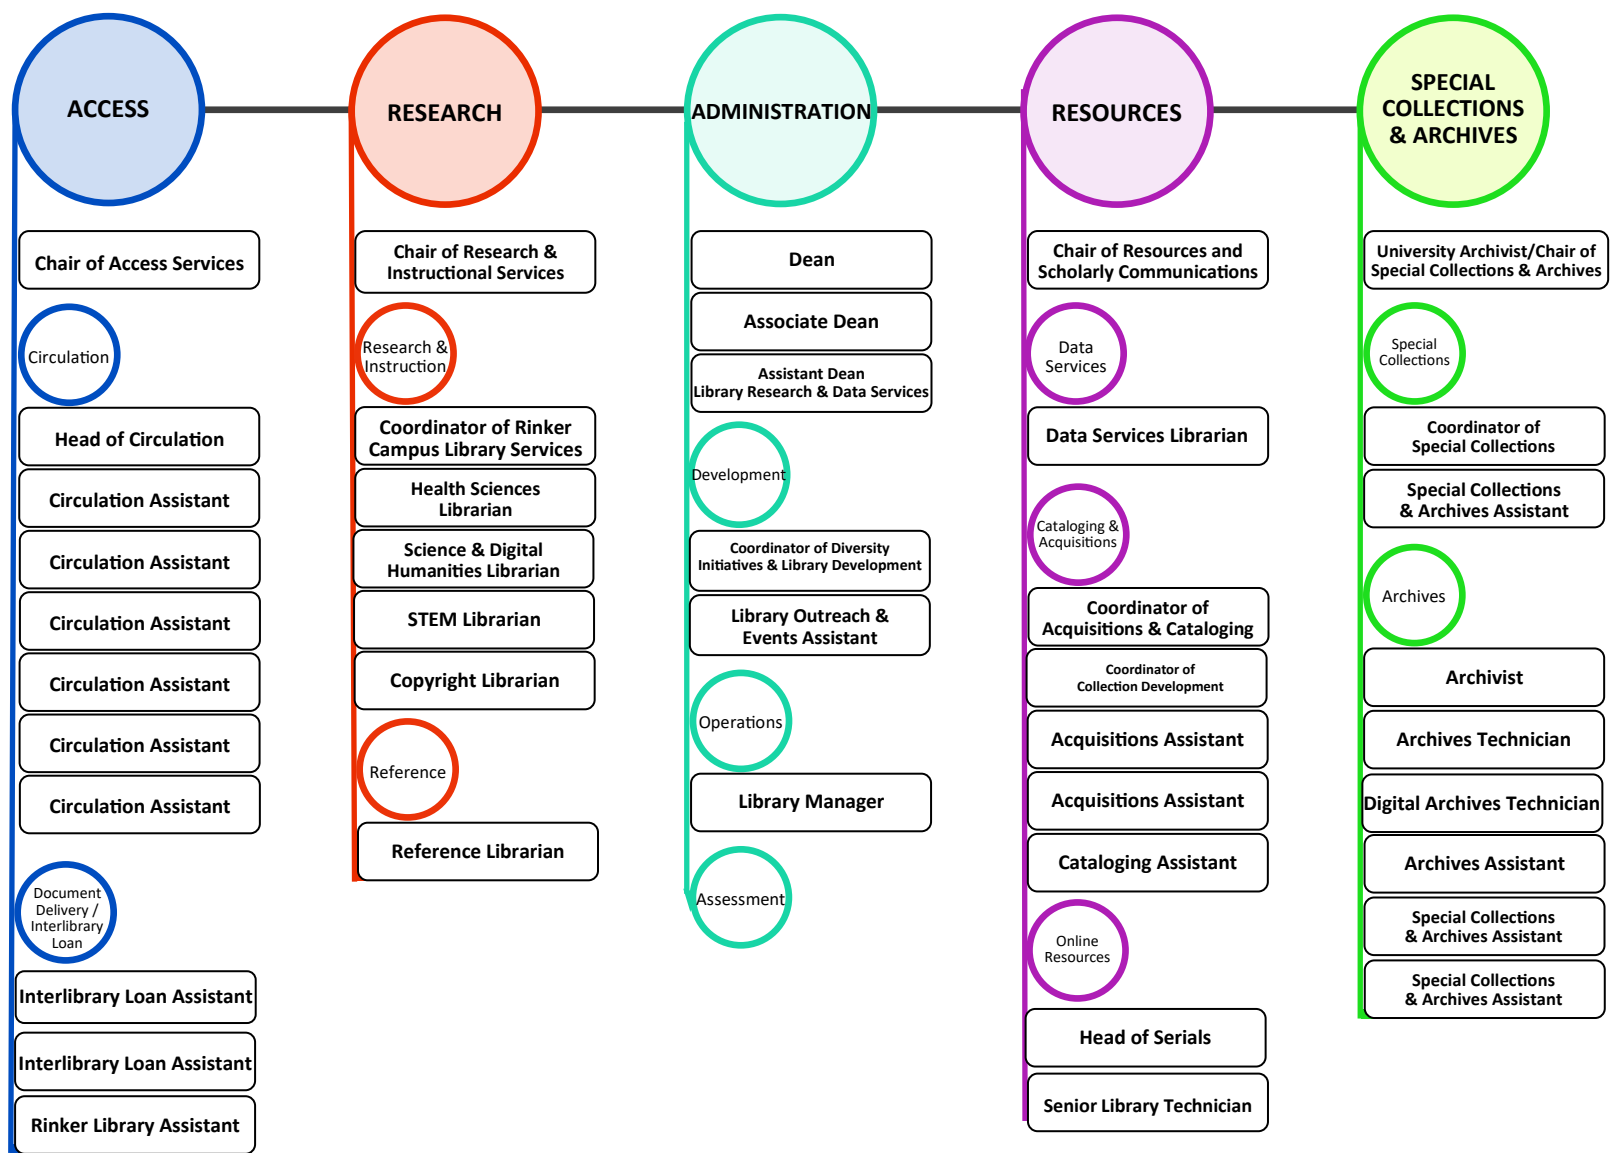 ACCESS
Chair of Access Services
Circulation
Head of Circulation
Circulation Assistant
Circulation Assistant
Circulation Assistant
Circulation Assistant
Circulation Assistant
Circulation Assistant
Document
Delivery /
Interlibrary
Loan
Interlibrary Loan Assistant
Interlibrary Loan Assistant
Rinker Library Assistant
RESEARCH
Chair of Research &
Instructional Services
Research &
Instruction
Coordinator of Rinker
Campus Library Services
Health Sciences
Librarian
Science & Digital
Humanities Librarian
STEM Librarian
Copyright Librarian
Reference
Reference Librarian
ADMINISTRATION
Dean
Associate Dean
Assistant Dean
Library Research & Data Services
Development
Coordinator of Diversity
Initiatives & Library Development
Library Outreach &
Events Assistant
Operations
Library Manager
Assessment
RESOURCES
Chair of Resources and
Scholarly Communications
Data
Services
Data Services Librarian
Cataloging &
Acquisitions
Coordinator of
Acquisitions & Cataloging
Coordinator of
Collection Development
Acquisitions Assistant
Acquisitions Assistant
Cataloging Assistant
Online
Resources
Head of Serials
Senior Library Technician
SPECIAL
COLLECTIONS
& ARCHIVES
University Archivist/Chair of
Special Collections & Archives
Special
Collections
Coordinator of
Special Collections
Special Collections
& Archives Assistant
Archives
Archivist
Archives Technician
Digital Archives Technician
Archives Assistant
Special Collections
& Archives Assistant
Special Collections
& Archives Assistant